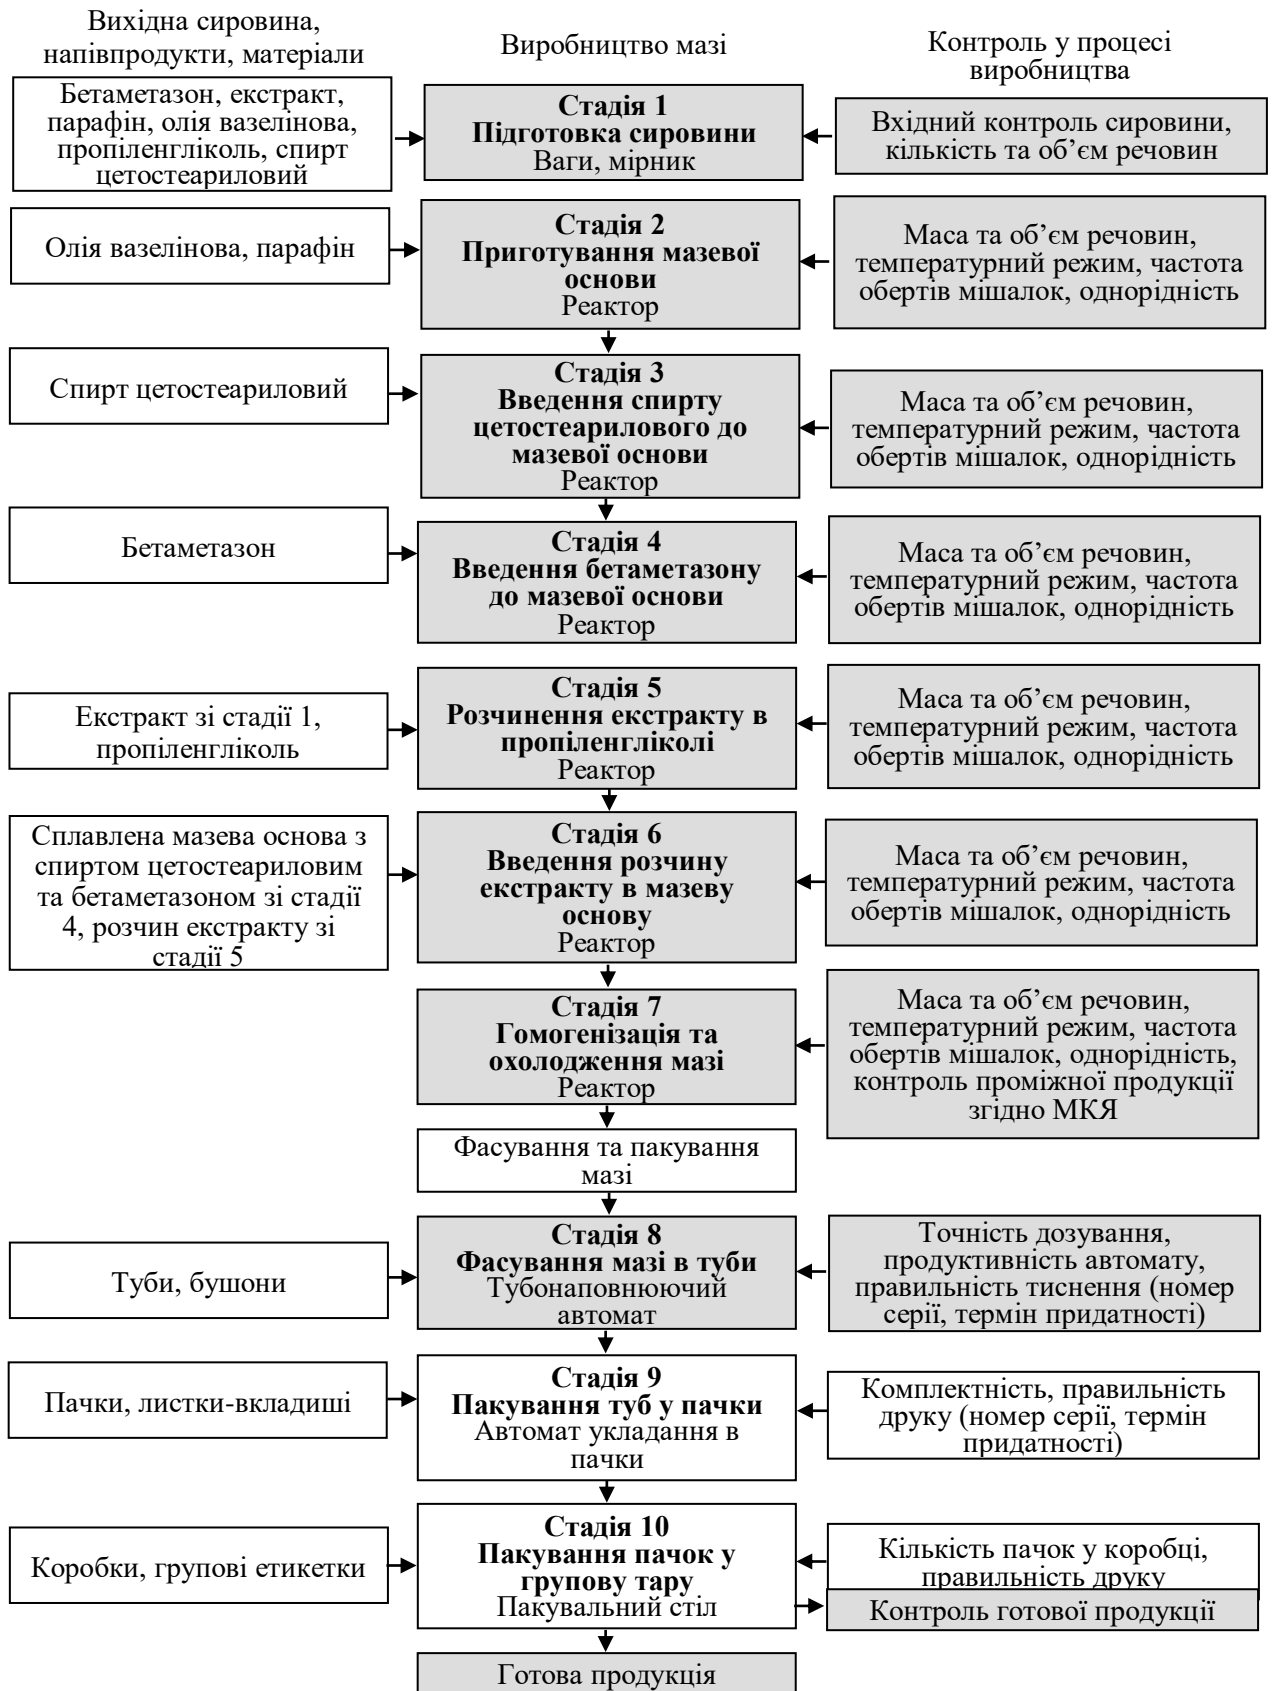 Вихідна сировина,
напівпродукти, матеріали
Виробництво мазі
Контроль у процесі
виробництва
Бетаметазон, екстракт,
парафін, олія вазелінова,
пропіленгліколь, спирт
цетостеариловий
Стадія 1
Підготовка сировини
Ваги, мірник
Вхідний контроль сировини,
кількість та об’єм речовин
Олія вазелінова, парафін
Стадія 2
Приготування мазевої
основи
Реактор
Маса та об’єм речовин,
температурний режим, частота
обертів мішалок, однорідність
Спирт цетостеариловий
Стадія 3
Введення спирту
цетостеарилового до
мазевої основи
Реактор
Маса та об’єм речовин,
температурний режим, частота
обертів мішалок, однорідність
Бетаметазон
Стадія 4
Введення бетаметазону
до мазевої основи
Реактор
Маса та об’єм речовин,
температурний режим, частота
обертів мішалок, однорідність
Екстракт зі стадії 1,
пропіленгліколь
Стадія 5
Розчинення екстракту в
пропіленгліколі
Реактор
Маса та об’єм речовин,
температурний режим, частота
обертів мішалок, однорідність
Сплавлена мазева основа з
спиртом цетостеариловим
та бетаметазоном зі стадії
4, розчин екстракту зі
стадії 5
Стадія 6
Введення розчину
екстракту в мазеву
основу
Реактор
Маса та об’єм речовин,
температурний режим, частота
обертів мішалок, однорідність
Стадія 7
Гомогенізація та
охолодження мазі
Реактор
Маса та об’єм речовин,
температурний режим, частота
обертів мішалок, однорідність,
контроль проміжної продукції
згідно МКЯ
Фасування та пакування
мазі
Туби, бушони
Стадія 8
Фасування мазі в туби
Тубонаповнюючий
автомат
Точність дозування,
продуктивність автомату,
правильність тиснення (номер
серії, термін придатності)
Пачки, листки-вкладиші
Стадія 9
Пакування туб у пачки
Автомат укладання в
пачки
Комплектність, правильність
друку (номер серії, термін
придатності)
Коробки, групові етикетки
Стадія 10
Пакування пачок у
групову тару
Пакувальний стіл
Кількість пачок у коробці,
правильність друку
Контроль готової продукції
Готова продукція